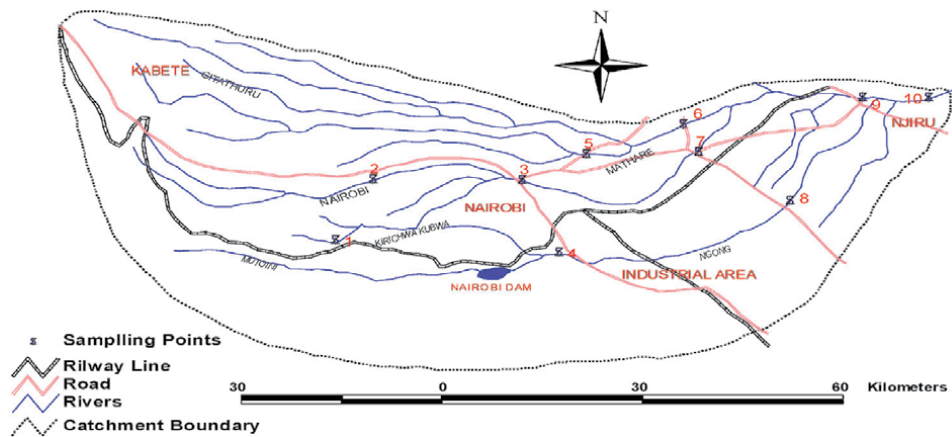 N
KABETE
GITATHURU
6
10
9
NJIRU
5
7
MATHARE
2
3
NAIROBI
8
NAIROBI
1
KIRICHWA KUBWA
4
NGONG
MOTOINI
INDUSTRIAL AREA
NAIROBI DAM
Samplling Points
Rilway Line
Road
Rivers
Catchment Boundary
30 0 30 60 Kilometers